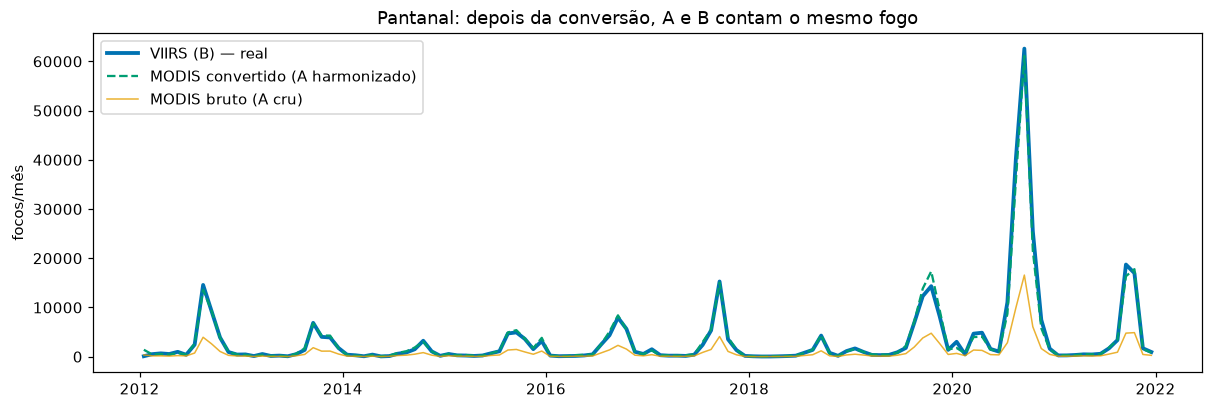 Pantanal: depois da conversão, A e B contam o mesmo fogo
VIIRS (B) — real
MODIS convertido (A harmonizado)
MODIS bruto (A cru)
focos/mês
60000
50000
40000
30000
20000
10000
0
2012
2014
2016
2018
2020
2022